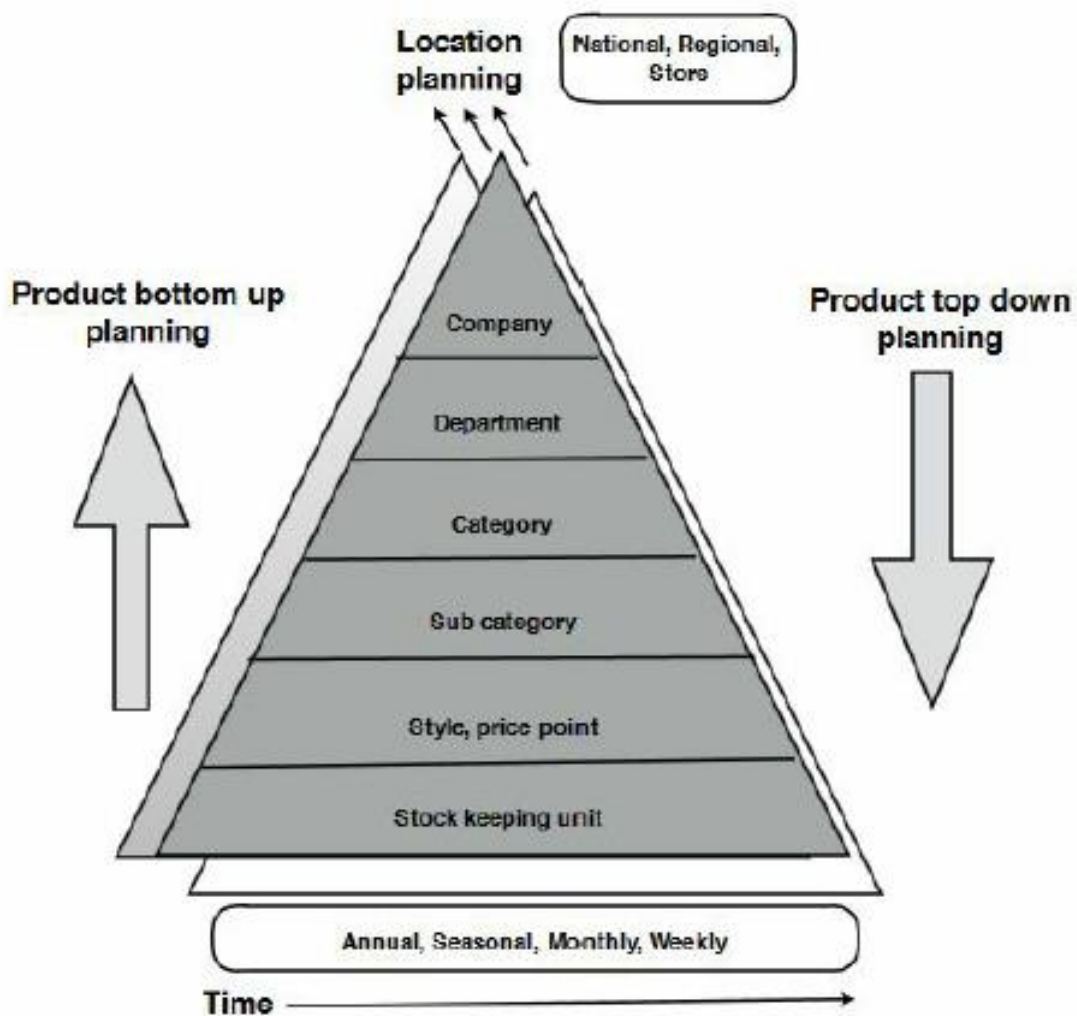 Location
planning
National, Regional,
Store
Product bottom up
planning
Product top down
planning
Company
Department
Category
Sub category
Style, price point
Stock keeping unit
Annual, Seasonal, Monthly, Weekly
Time